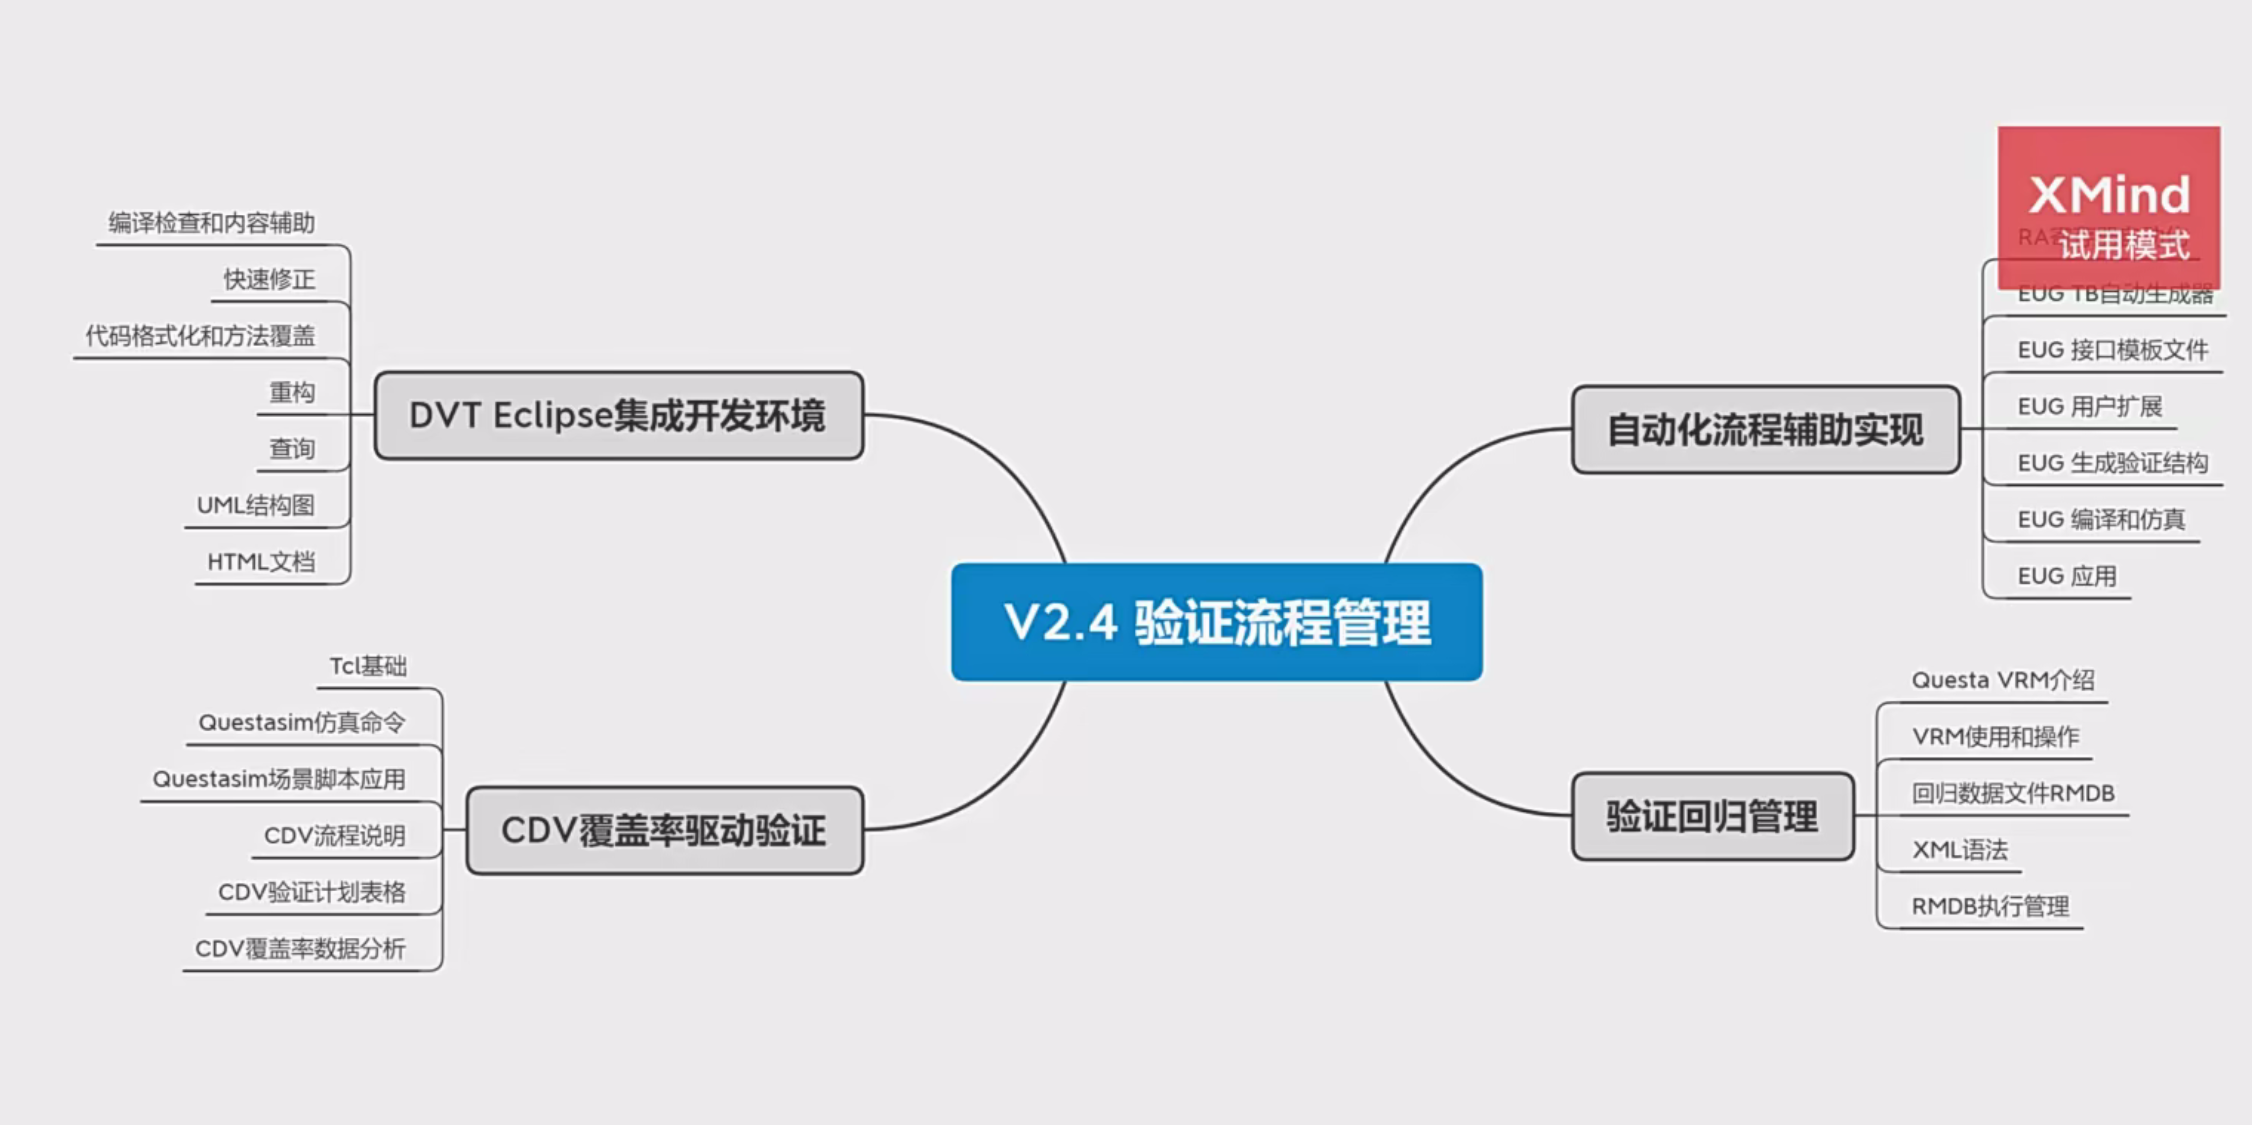 V2.4 验证流程管理
DVT Eclipse集成开发环境
编译检查和内容辅助
快速修正
代码格式化和方法覆盖
重构
查询
UML结构图
HTML文档
CDV覆盖率驱动验证
Tcl基础
Questasim仿真命令
Questasim场景脚本应用
CDV流程说明
CDV验证计划表格
CDV覆盖率数据分析
自动化流程辅助实现
XMind
试用模式
EUG TB自动生成器
EUG 接口模板文件
EUG 用户扩展
EUG 生成验证结构
EUG 编译和仿真
EUG 应用
验证回归管理
Questa VRM介绍
VRM使用和操作
回归数据文件RMDB
XML语法
RMDB执行管理